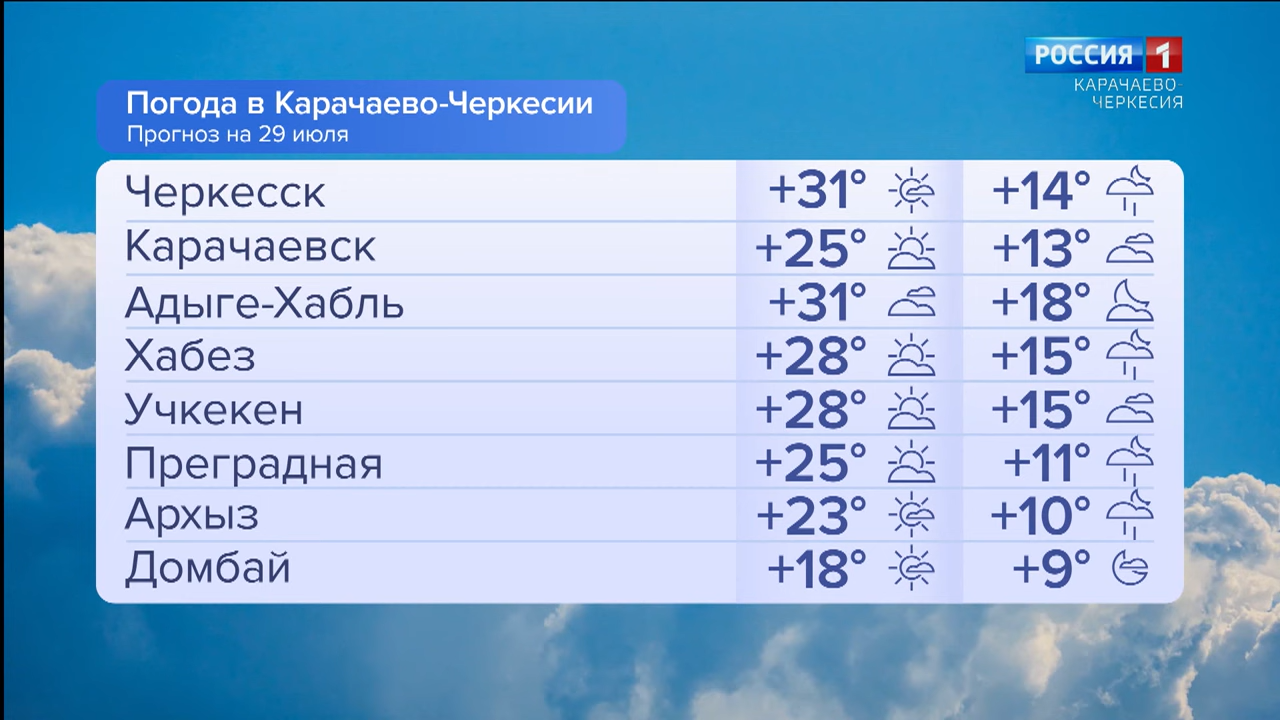 РОССИЯ 1
КАРАЧАЕВО-
ЧЕРКЕСИЯ
Погода в Карачаево-Черкесии
Прогноз на 29 июля
Черкесск +31° +14°
Карачаевск +25° +13°
Адыге-Хабль +31° +18°
Хабез +28° +15°
Учкекен +28° +15°
Преградная +25° +11°
Архыз +23° +10°
Домбай +18° +9°